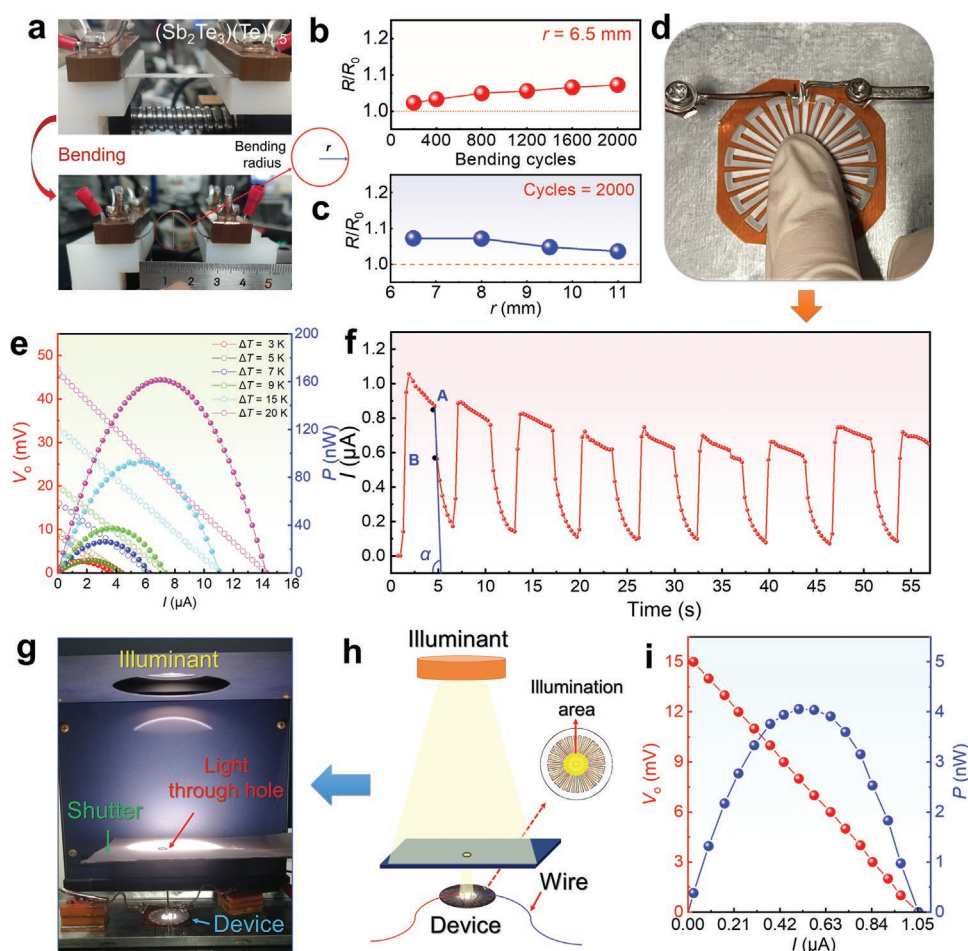 a
(Sb₂Te₃)(Te)₁.₅
Bending
Bending
radius
r
1 2 3 4 5
b
r = 6.5 mm
R/R₀
1.2
1.1
1.0
0 400 800 1200 1600 2000
Bending cycles
c
Cycles = 2000
R/R₀
1.2
1.1
1.0
6 7 8 9 10 11
r (mm)
d
e
Vₒ (mV)
50
40
30
20
10
0
ΔT = 3 K
ΔT = 5 K
ΔT = 7 K
ΔT = 9 K
ΔT = 15 K
ΔT = 20 K
200
160
120
80
40
0
P (nW)
0 2 4 6 8 10 12 14 16
I (µA)
f
I (µA)
1.2
1.0
0.8
0.6
0.4
0.2
0.0
A
B
α
0 5 10 15 20 25 30 35 40 45 50 55
Time (s)
g
Illuminant
Light
through hole
Shutter
Device
h
Illuminant
Illumination
area
Wire
Device
i
Vₒ (mV)
15
12
9
6
3
0
5
4
3
2
1
0
P (nW)
0.00 0.21 0.42 0.63 0.84 1.05
I (µA)